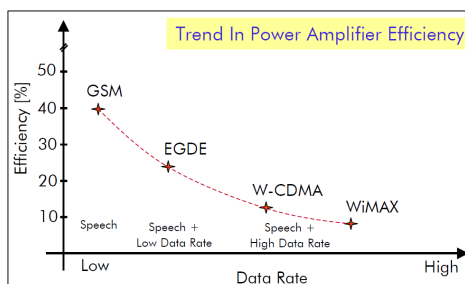 Trend In Power Amplifier Efficiency
Efficiency [%]
50
40
30
20
10
GSM
EGDE
W-CDMA
WiMAX
Speech
Speech +
Low Data Rate
Speech +
High Data Rate
Low
High
Data Rate